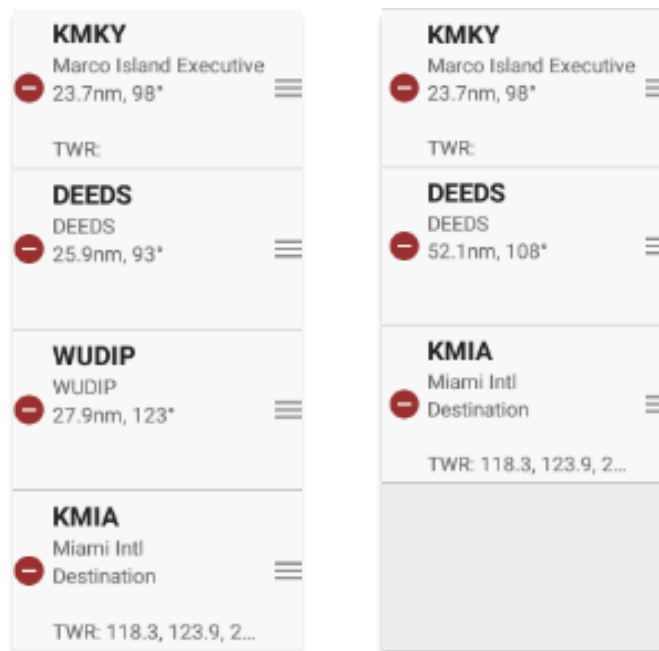 KMKY
Marco Island Executive
23.7nm, 98°
TWR:
DEEDS
DEEDS
25.9nm, 93°
WUDIP
WUDIP
27.9nm, 123°
KMIA
Miami Intl
Destination
TWR: 118.3, 123.9, 2...
KMKY
Marco Island Executive
23.7nm, 98°
TWR:
DEEDS
DEEDS
52.1nm, 108°
KMIA
Miami Intl
Destination
TWR: 118.3, 123.9, 2...